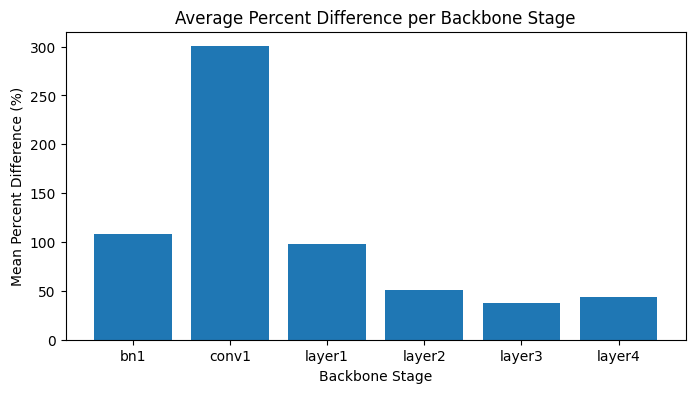 Average Percent Difference per Backbone Stage
Mean Percent Difference (%)
300
250
200
150
100
50
0
bn1 conv1 layer1 layer2 layer3 layer4
Backbone Stage